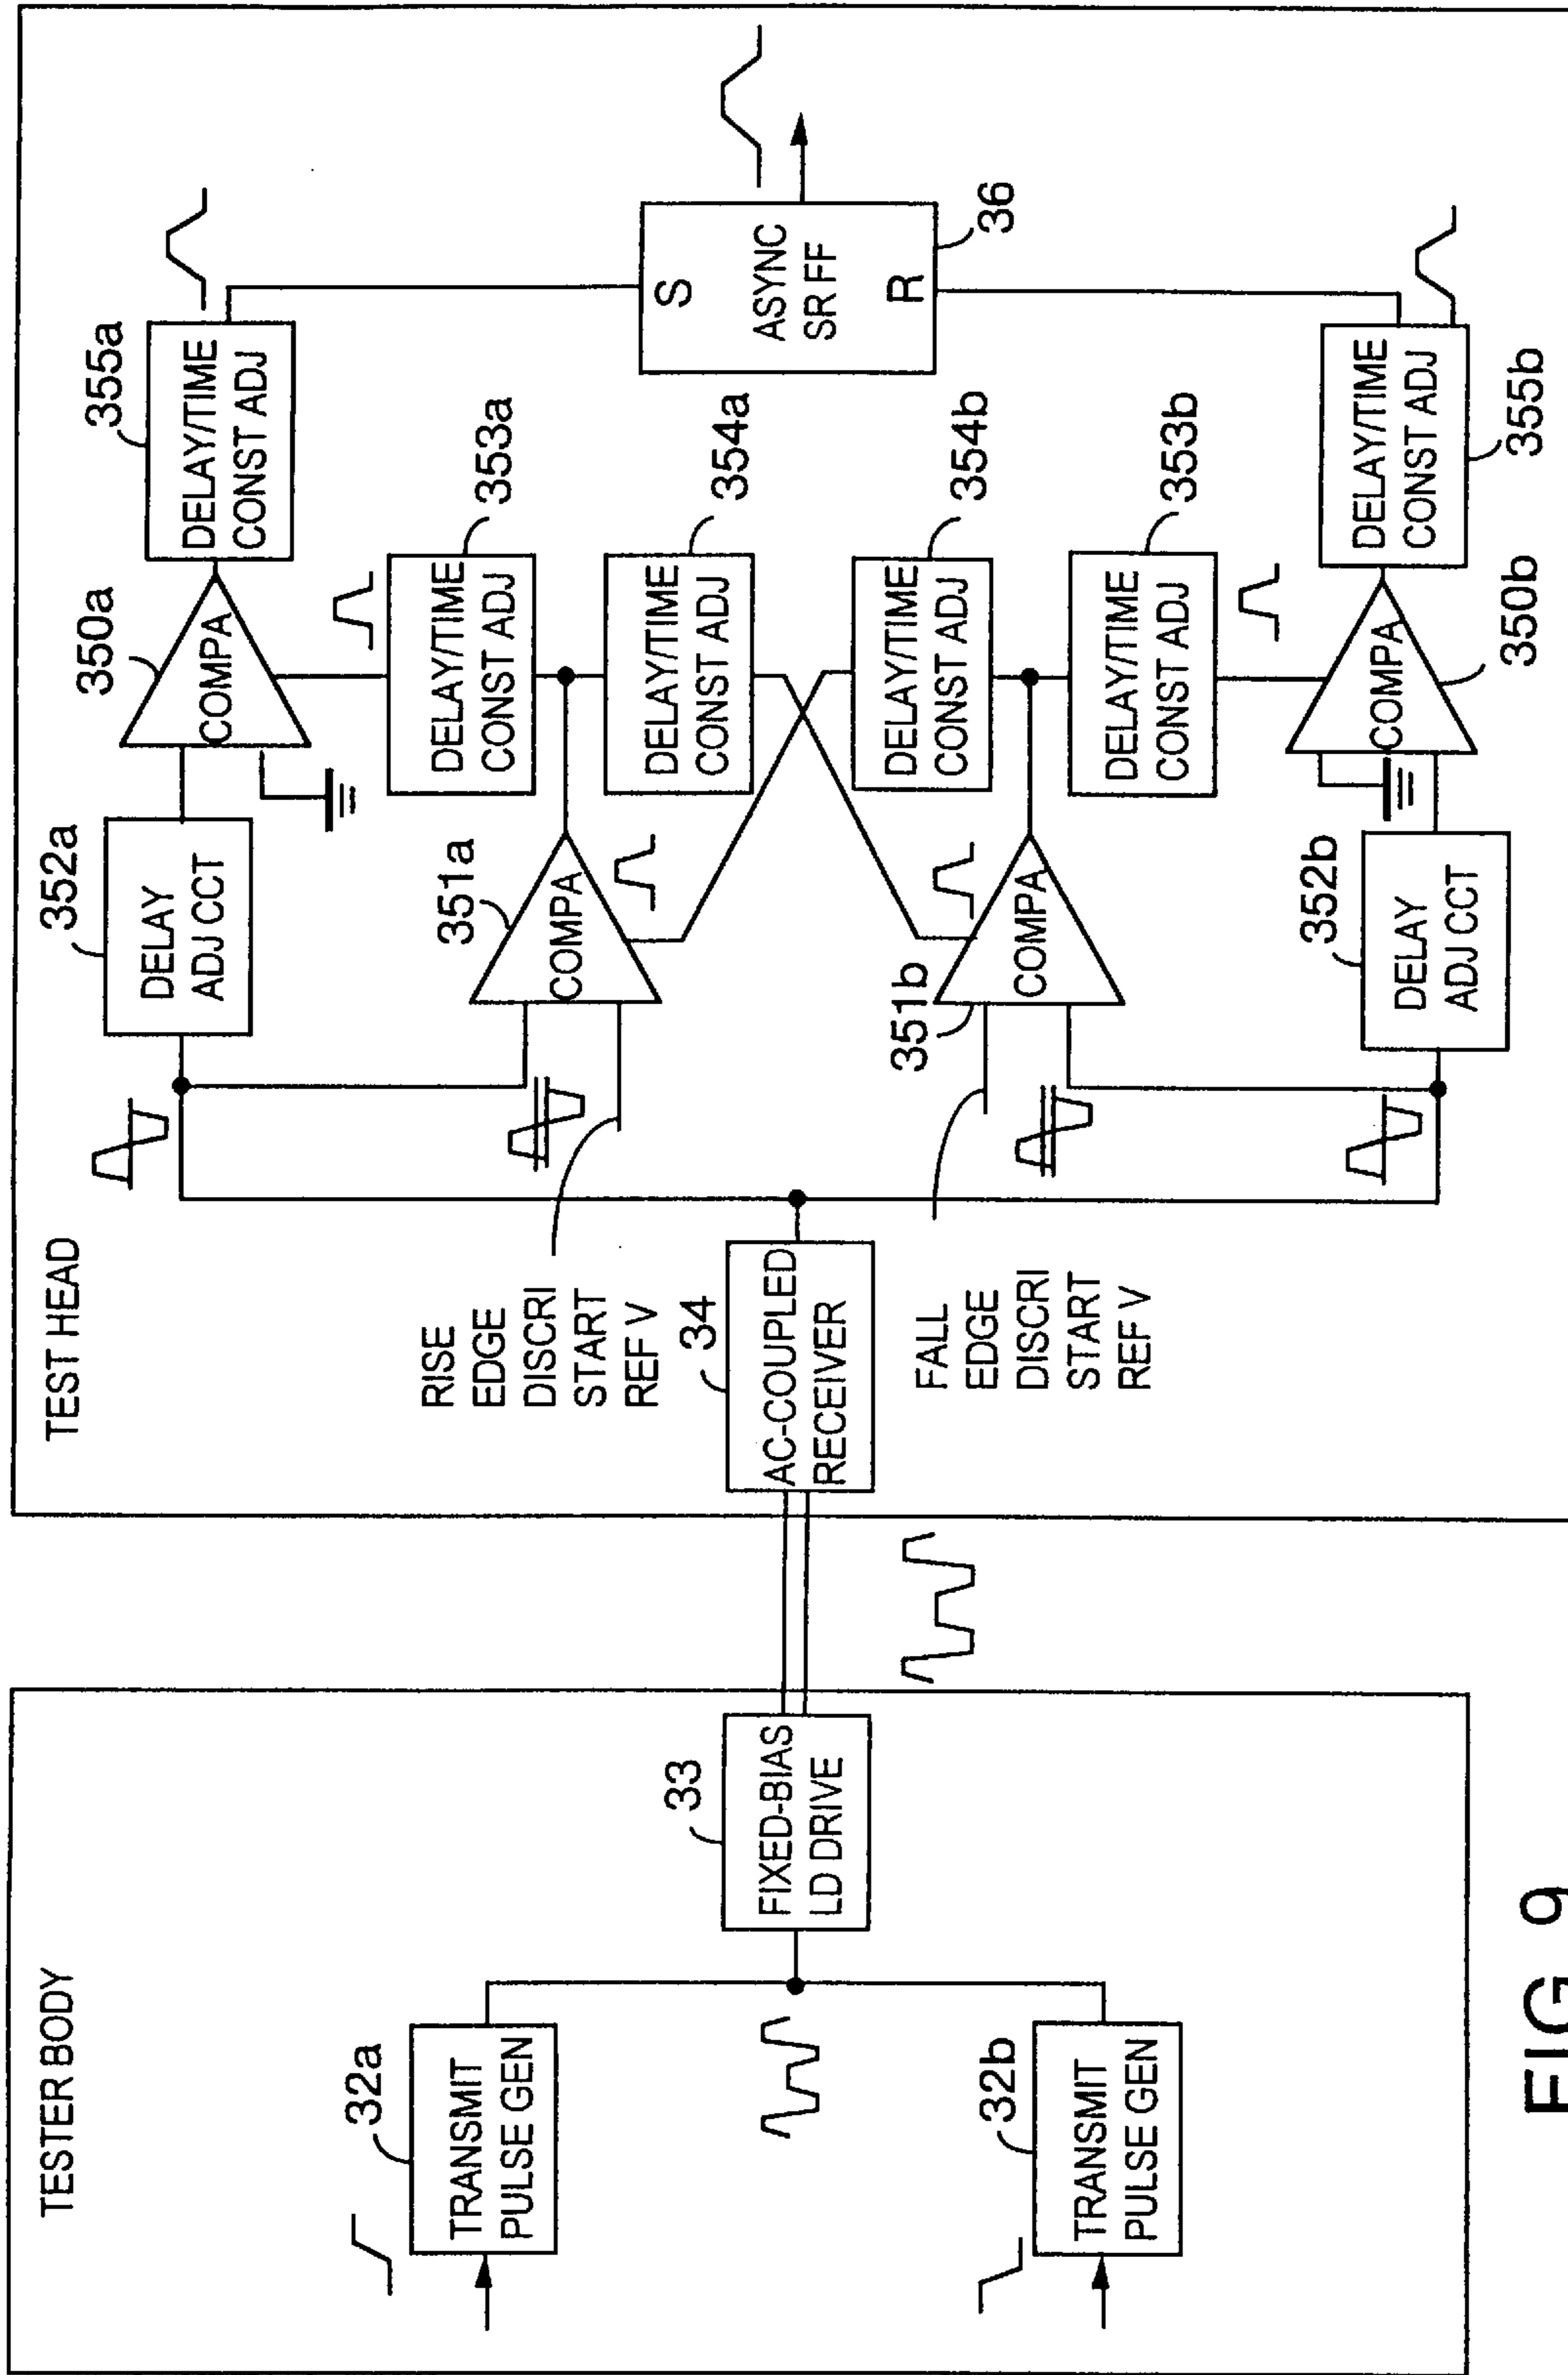 TESTER BODY
32a
TRANSMIT
PULSE GEN
32b
TRANSMIT
PULSE GEN
33
FIXED-BIAS
LD DRIVE
TEST HEAD
34
AC-COUPLED
RECEIVER
RISE
EDGE
DISCRI
START
REF V
FALL
EDGE
DISCRI
START
REF V
352a
DELAY
ADJ CCT
351a
COMPA
351b
COMPA
352b
DELAY
ADJ CCT
350a
COMPA
353a
DELAY/TIME
CONST ADJ
354a
DELAY/TIME
CONST ADJ
354b
DELAY/TIME
CONST ADJ
353b
DELAY/TIME
CONST ADJ
COMPA
350b
355a
DELAY/TIME
CONST ADJ
S
ASYNC
SR FF
R
36
DELAY/TIME
CONST ADJ
355b
FIG. 9